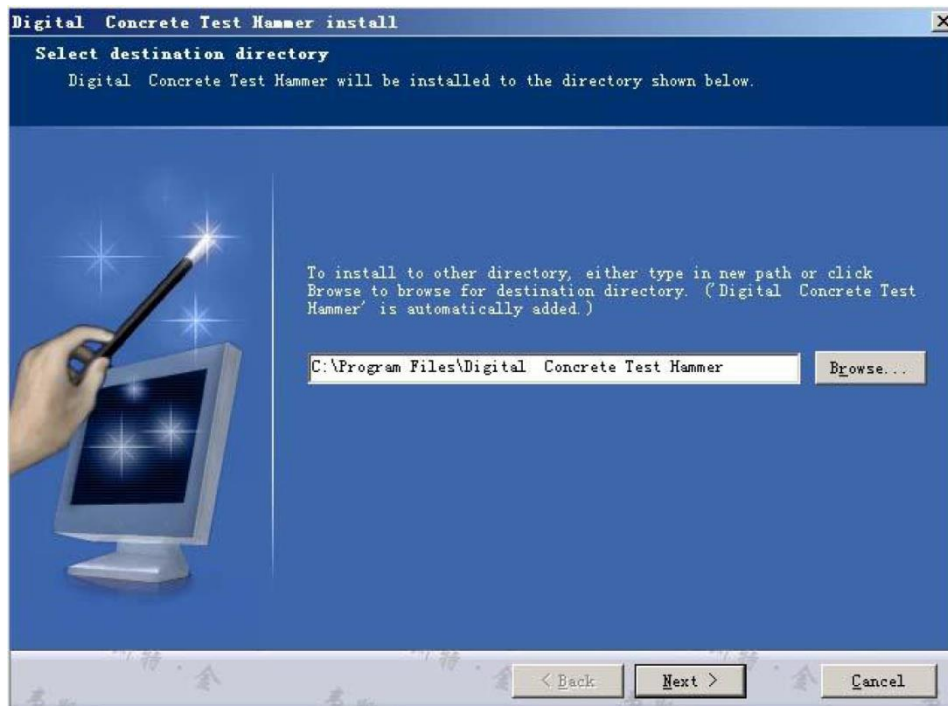 Digital  Concrete Test Hammer install
Select destination directory
Digital  Concrete Test Hammer will be installed to the directory shown below.
To install to other directory, either type in new path or click
Browse to browse for destination directory. ('Digital  Concrete Test
Hammer' is automatically added.)
C:\Program Files\Digital  Concrete Test Hammer
Browse...
< Back
Next >
Cancel